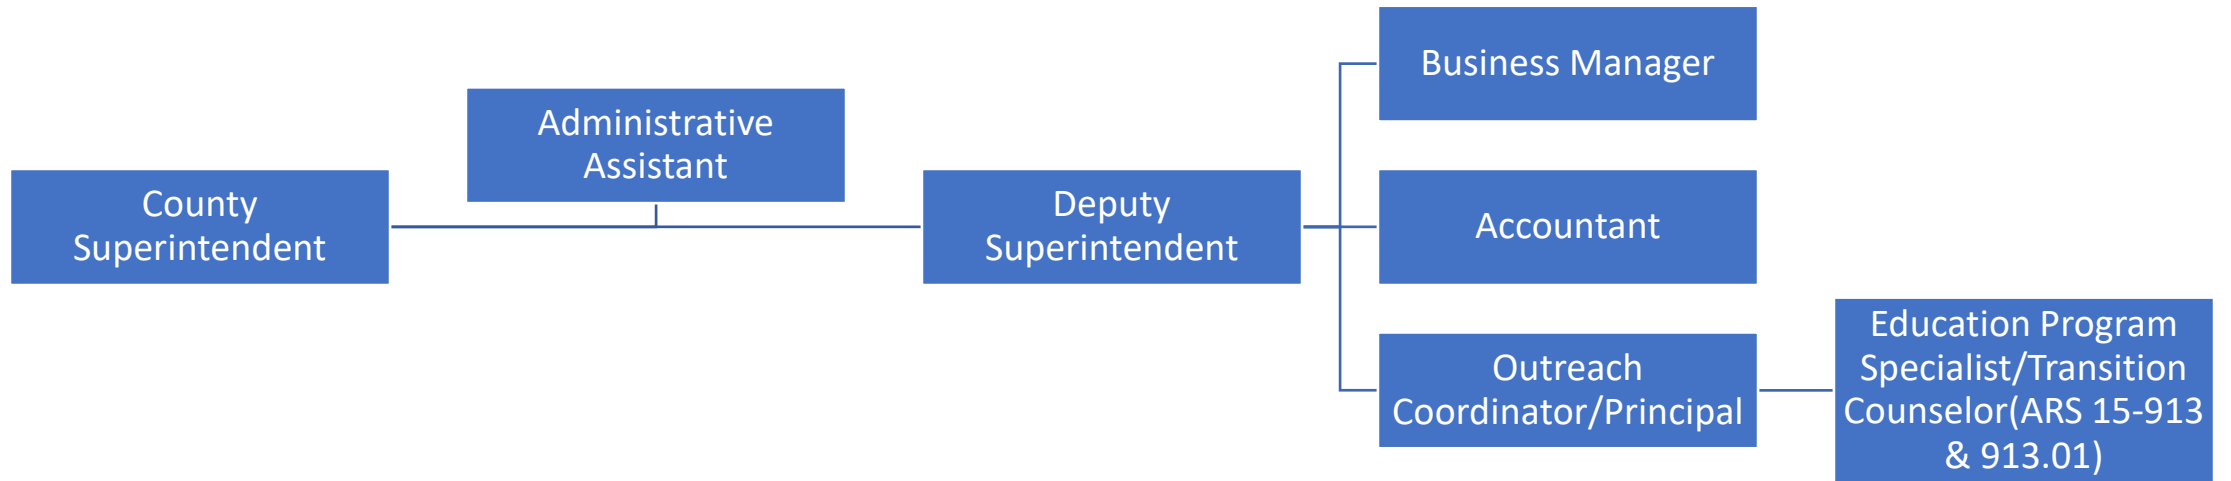 County
Superintendent
Administrative
Assistant
Deputy
Superintendent
Business Manager
Accountant
Outreach
Coordinator/Principal
Education Program
Specialist/Transition
Counselor(ARS 15-913
& 913.01)